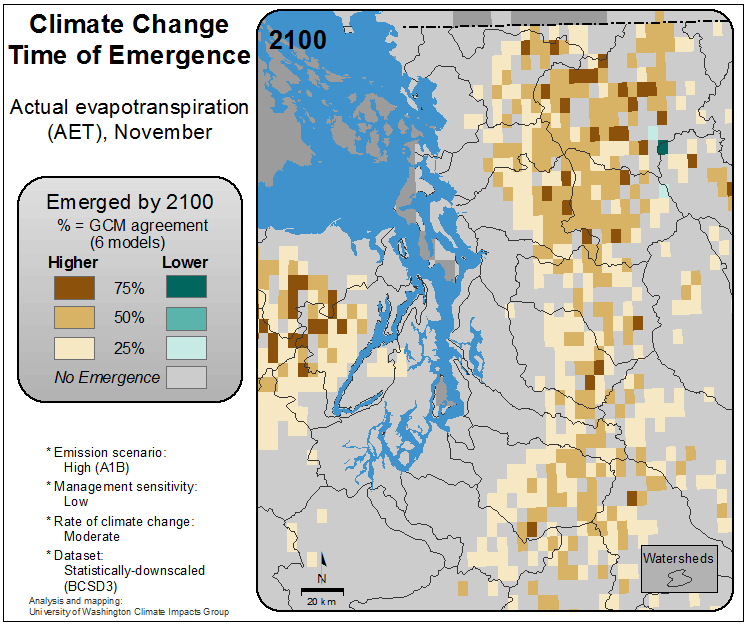 Climate Change
Time of Emergence
Actual evapotranspiration
(AET), November
Emerged by 2100
% = GCM agreement
(6 models)
Higher Lower
75%
50%
25%
No Emergence
* Emission scenario:
High (A1B)
* Management sensitivity:
Low
* Rate of climate change:
Moderate
* Dataset:
Statistically-downscaled
(BCSD3)
Analysis and mapping:
University of Washington Climate Impacts Group
2100
N
20 km
Watersheds